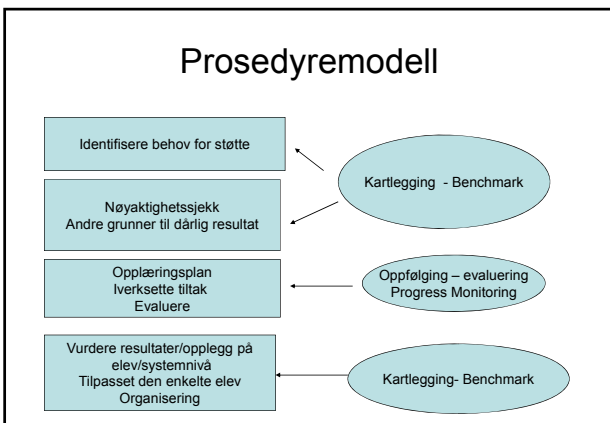 Prosedyremodell
Identifisere behov for støtte
Kartlegging - Benchmark
Nøyaktighetssjekk
Andre grunner til dårlig resultat
Opplæringsplan
Iverksette tiltak
Evaluere
Oppfølging – evaluering
Progress Monitoring
Vurdere resultater/opplegg på
elev/systemnivå
Tilpasset den enkelte elev
Organisering
Kartlegging- Benchmark